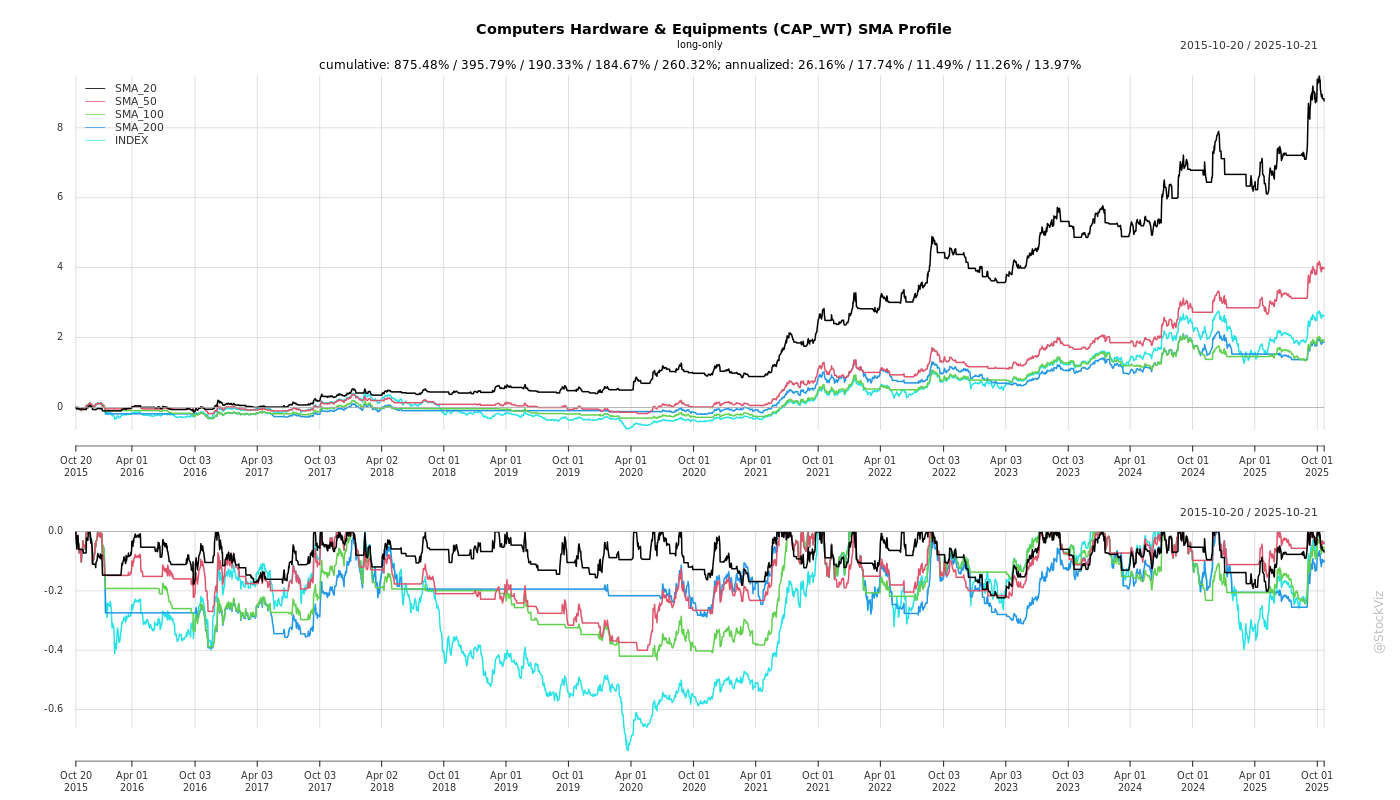 Computers Hardware & Equipments (CAP_WT) SMA Profile
long-only
2015-10-20 / 2025-10-21
cumulative: 875.48% / 395.79% / 190.33% / 184.67% / 260.32%; annualized: 26.16% / 17.74% / 11.49% / 11.26% / 13.97%
SMA_20
SMA_50
SMA_100
SMA_200
INDEX
8
6
4
2
0
Oct 20 Apr 01 Oct 03 Apr 03 Oct 03 Apr 02 Oct 01 Apr 01 Oct 01 Apr 01 Oct 01 Apr 01 Oct 01 Apr 01 Oct 03 Apr 03 Oct 03 Apr 01 Oct 01 Apr 01 Oct 01
2015 2016 2016 2017 2017 2018 2018 2019 2019 2020 2020 2021 2021 2022 2022 2023 2023 2024 2024 2025 2025
2015-10-20 / 2025-10-21
0.0
-0.2
-0.4
-0.6
Oct 20 Apr 01 Oct 03 Apr 03 Oct 03 Apr 02 Oct 01 Apr 01 Oct 01 Apr 01 Oct 01 Apr 01 Oct 01 Apr 01 Oct 03 Apr 03 Oct 03 Apr 01 Oct 01 Apr 01 Oct 01
2015 2016 2016 2017 2017 2018 2018 2019 2019 2020 2020 2021 2021 2022 2022 2023 2023 2024 2024 2025 2025
@StockViz